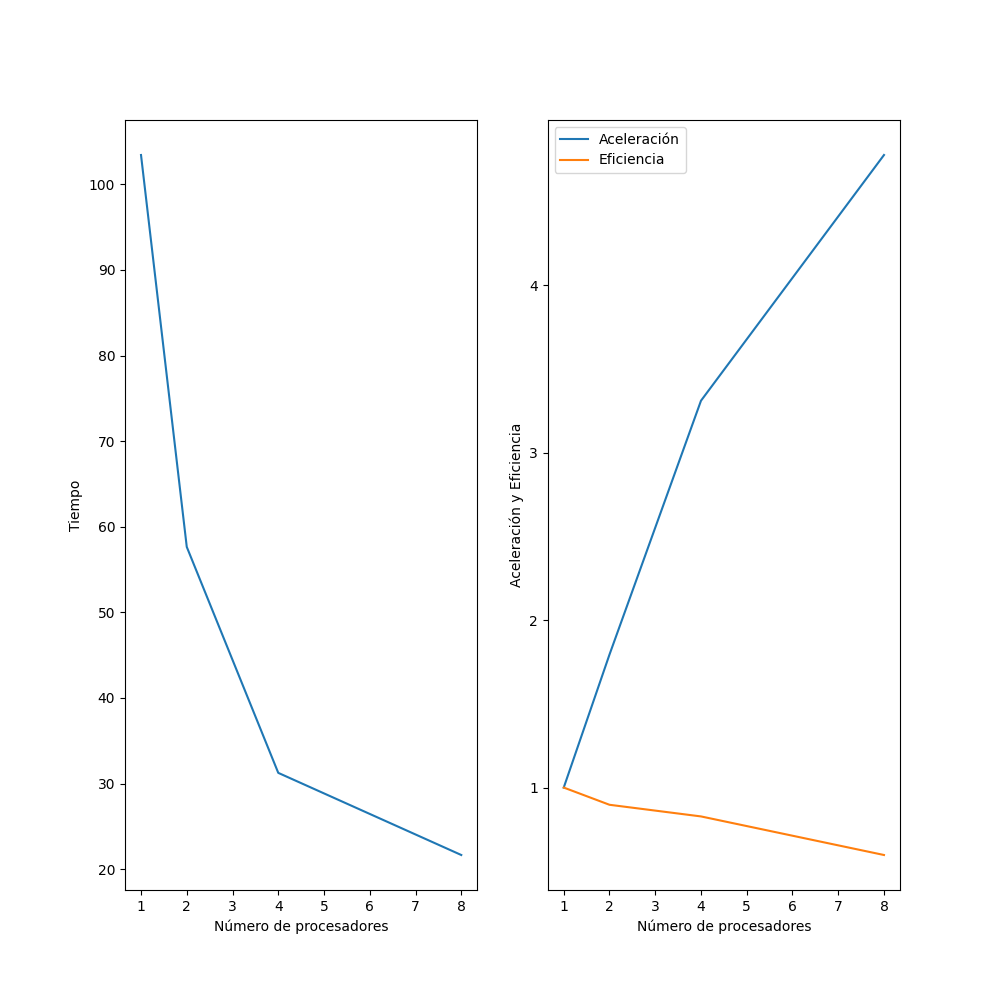 Tiempo
100
90
80
70
60
50
40
30
20
1 2 3 4 5 6 7 8
Número de procesadores
Aceleración
Eficiencia
Aceleración y Eficiencia
4
3
2
1
1 2 3 4 5 6 7 8
Número de procesadores